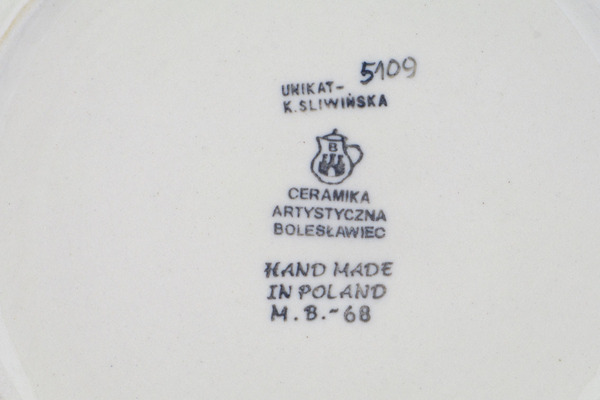 UNIKAT- 5109
K. SLIWIŃSKA
B
CERAMIKA
ARTYSTYCZNA
BOLESŁAWIEC
HAND MADE
IN POLAND
M.B.-68